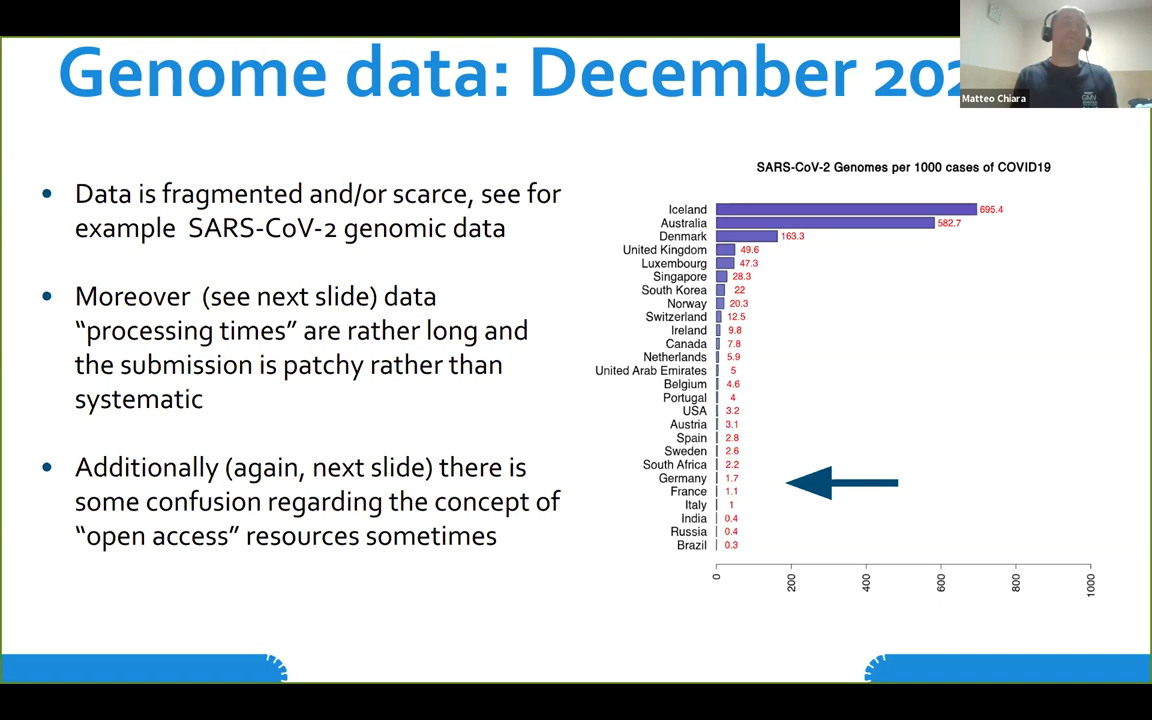 Genome data: December 202
Matteo Chiara
• Data is fragmented and/or scarce, see for
example SARS-CoV-2 genomic data
• Moreover (see next slide) data
“processing times” are rather long and
the submission is patchy rather than
systematic
• Additionally (again, next slide) there is
some confusion regarding the concept of
“open access” resources sometimes
SARS-CoV-2 Genomes per 1000 cases of COVID19
Iceland 695.4
Australia 582.7
Denmark 163.3
United Kingdom 49.6
Luxembourg 47.3
Singapore 28.3
South Korea 22
Norway 20.3
Switzerland 12.5
Ireland 9.8
Canada 7.8
Netherlands 5.9
United Arab Emirates 5
Belgium 4.6
Portugal 4
USA 3.2
Austria 3.1
Spain 2.8
Sweden 2.6
South Africa 2.2
Germany 1.7
France 1.1
Italy 1
India 0.4
Russia 0.4
Brazil 0.3
0 200 400 600 800 1000